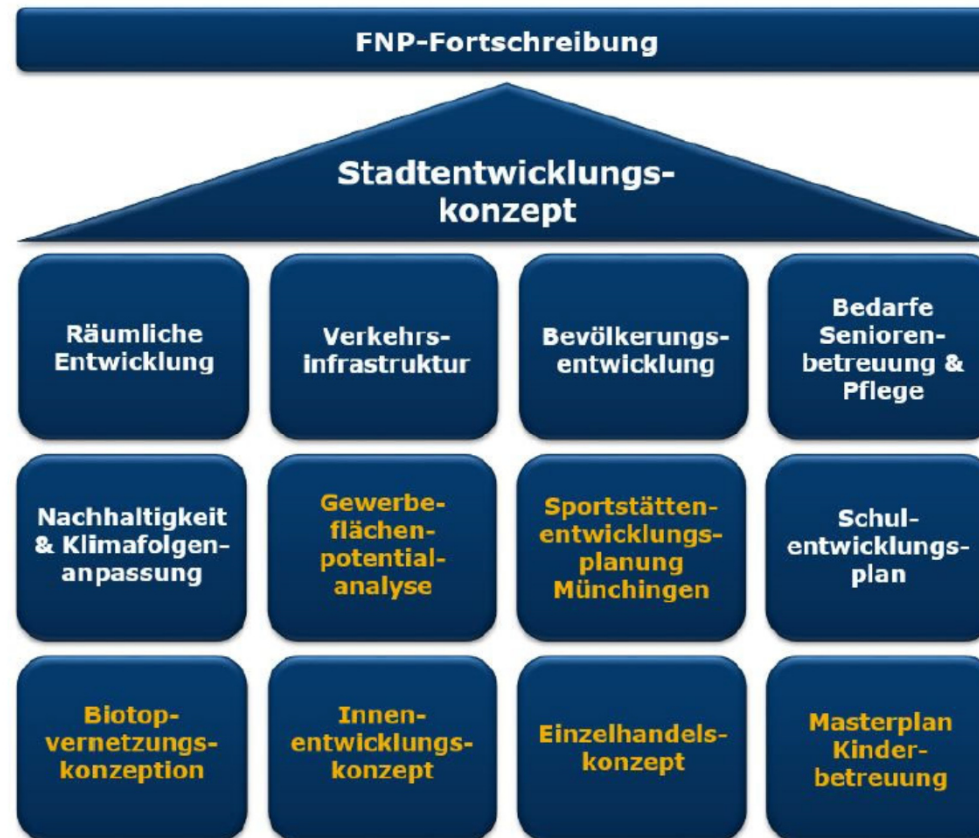 FNP-Fortschreibung
Stadtentwicklungs-
konzept
Räumliche
Entwicklung
Verkehrs-
infrastruktur
Bevölkerungs-
entwicklung
Bedarfe
Senioren-
betreuung &
Pflege
Nachhaltigkeit
& Klimafolgen-
anpassung
Gewerbe-
flächen-
potential-
analyse
Sportstätten-
entwicklungs-
planung
Münchingen
Schul-
entwicklungs-
plan
Biotop-
vernetzungs-
konzeption
Innen-
entwicklungs-
konzept
Einzelhandels-
konzept
Masterplan
Kinder-
betreuung